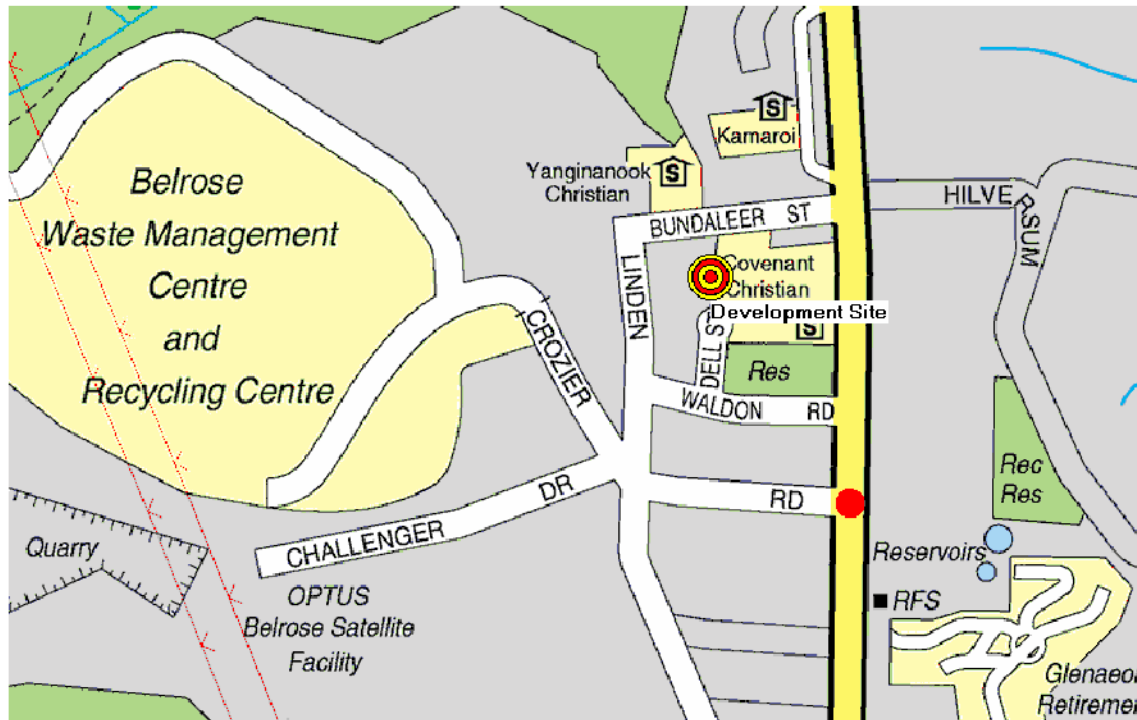 S
Kamaroi
Yanginanook
Christian
S
BUNDALEER ST
HILVERSUM
Belrose
Waste Management
Centre
and
Recycling Centre
LINDEN
Covenant
Christian
Development Site
S
DELL ST
CROZIER
Res
WALDON RD
RD
CHALLENGER DR
Rec
Res
Quarry
Reservoirs
OPTUS
Belrose Satellite
Facility
RFS
Retiremen